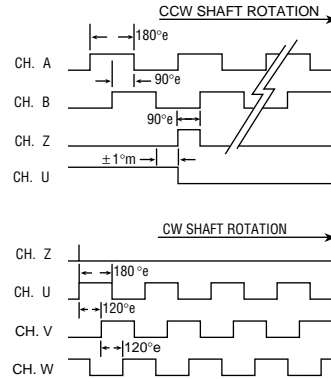 CCW SHAFT ROTATION
180°e
CH. A
90°e
CH. B
90°e
CH. Z
±1°m
CH. U
CW SHAFT ROTATION
CH. Z
180°e
CH. U
120°e
CH. V
120°e
CH. W